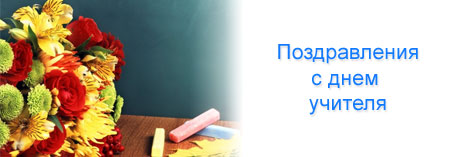 Поздравления
с днем
учителя